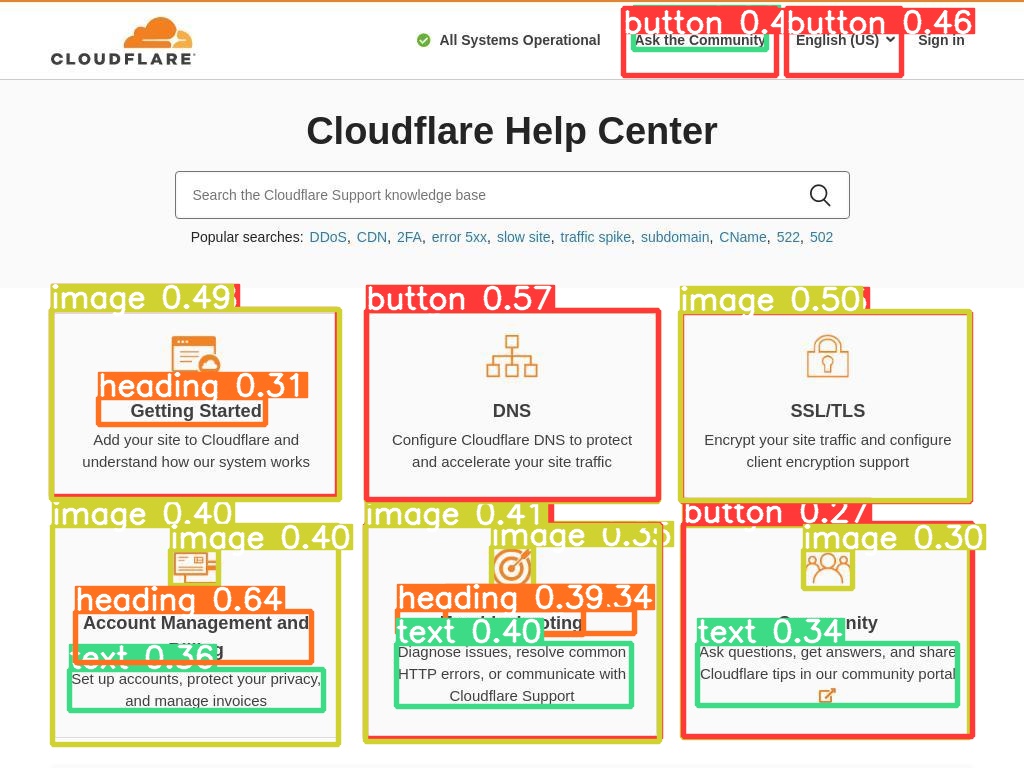 button 0.4
button 0.46
CLOUDFLARE
All Systems Operational
Ask the Community
English (US)
Sign in
Cloudflare Help Center
Search the Cloudflare Support knowledge base
Popular searches: DDoS, CDN, 2FA, error 5xx, slow site, traffic spike, subdomain, CName, 522, 502
image 0.49
button 0.57
image 0.50
heading 0.31
Getting Started
DNS
SSL/TLS
Add your site to Cloudflare and
understand how our system works
Configure Cloudflare DNS to protect
and accelerate your site traffic
Encrypt your site traffic and configure
client encryption support
image 0.40
image 0.41
button 0.27
image 0.40
image 0.35
image 0.30
heading 0.64
heading 0.39
.34
Account Management and
text 0.36
text 0.40
text 0.34
Set up accounts, protect your privacy,
and manage invoices
Diagnose issues, resolve common
HTTP errors, or communicate with
Cloudflare Support
Ask questions, get answers, and share
Cloudflare tips in our community portal